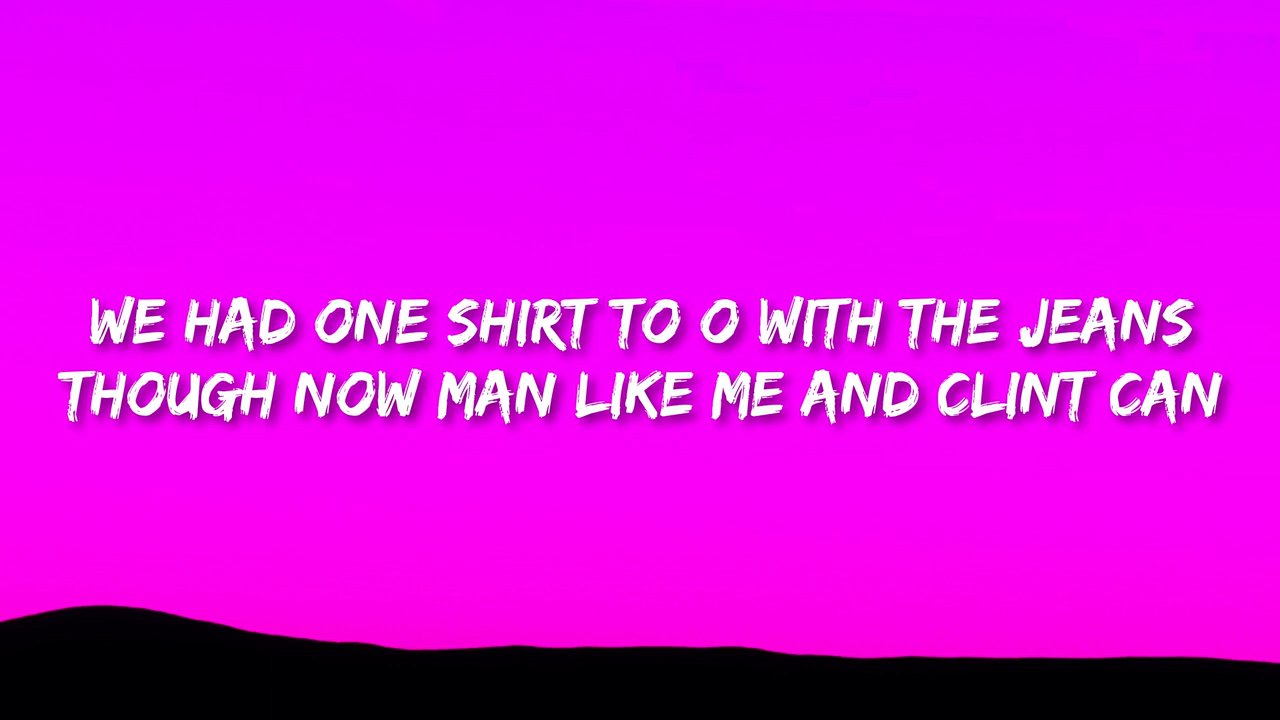 WE HAD ONE SHIRT TO O WITH THE JEANS
THOUGH NOW MAN LIKE ME AND CLINT CAN